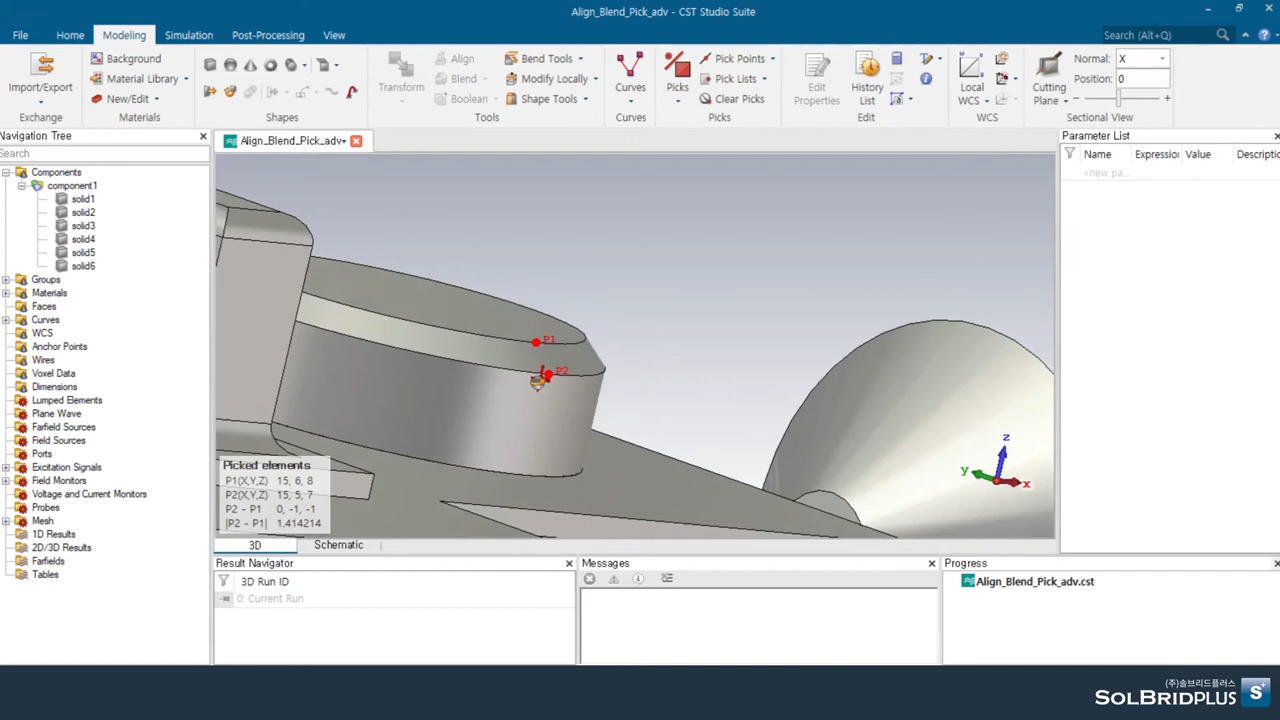 Align_Blend_Pick_adv - CST Studio Suite
File Home Modeling Simulation Post-Processing View Search (Alt+Q)
Import/Export
Exchange
Background
Material Library
New/Edit
Materials
Shapes
Transform
Align
Blend
Boolean
Bend Tools
Modify Locally
Shape Tools
Tools
Curves
Curves
Picks
Pick Points
Pick Lists
Clear Picks
Picks
Edit
Properties
History
List
Edit
Local
WCS
WCS
Cutting
Plane
Normal: X
Position: 0
Sectional View
Navigation Tree
Search
Components
component1
solid1
solid2
solid3
solid4
solid5
solid6
Groups
Materials
Faces
Curves
WCS
Anchor Points
Wires
Voxel Data
Dimensions
Lumped Elements
Plane Wave
Farfield Sources
Field Sources
Ports
Excitation Signals
Field Monitors
Voltage and Current Monitors
Probes
Mesh
1D Results
2D/3D Results
Farfields
Tables
Align_Blend_Pick_adv*
P1
P2
z
y
x
Picked elements
P1(X,Y,Z) 15, 6, 8
P2(X,Y,Z) 15, 5, 7
P2 - P1 0, -1, -1
|P2 - P1| 1.414214
3D Schematic
Parameter List
Name Expressio Value Descriptio
<new pa...
Result Navigator
3D Run ID
0: Current Run
Messages
Progress
Align_Blend_Pick_adv.cst
(주)솔브리드플러스
SOLBRIDPLUS S+